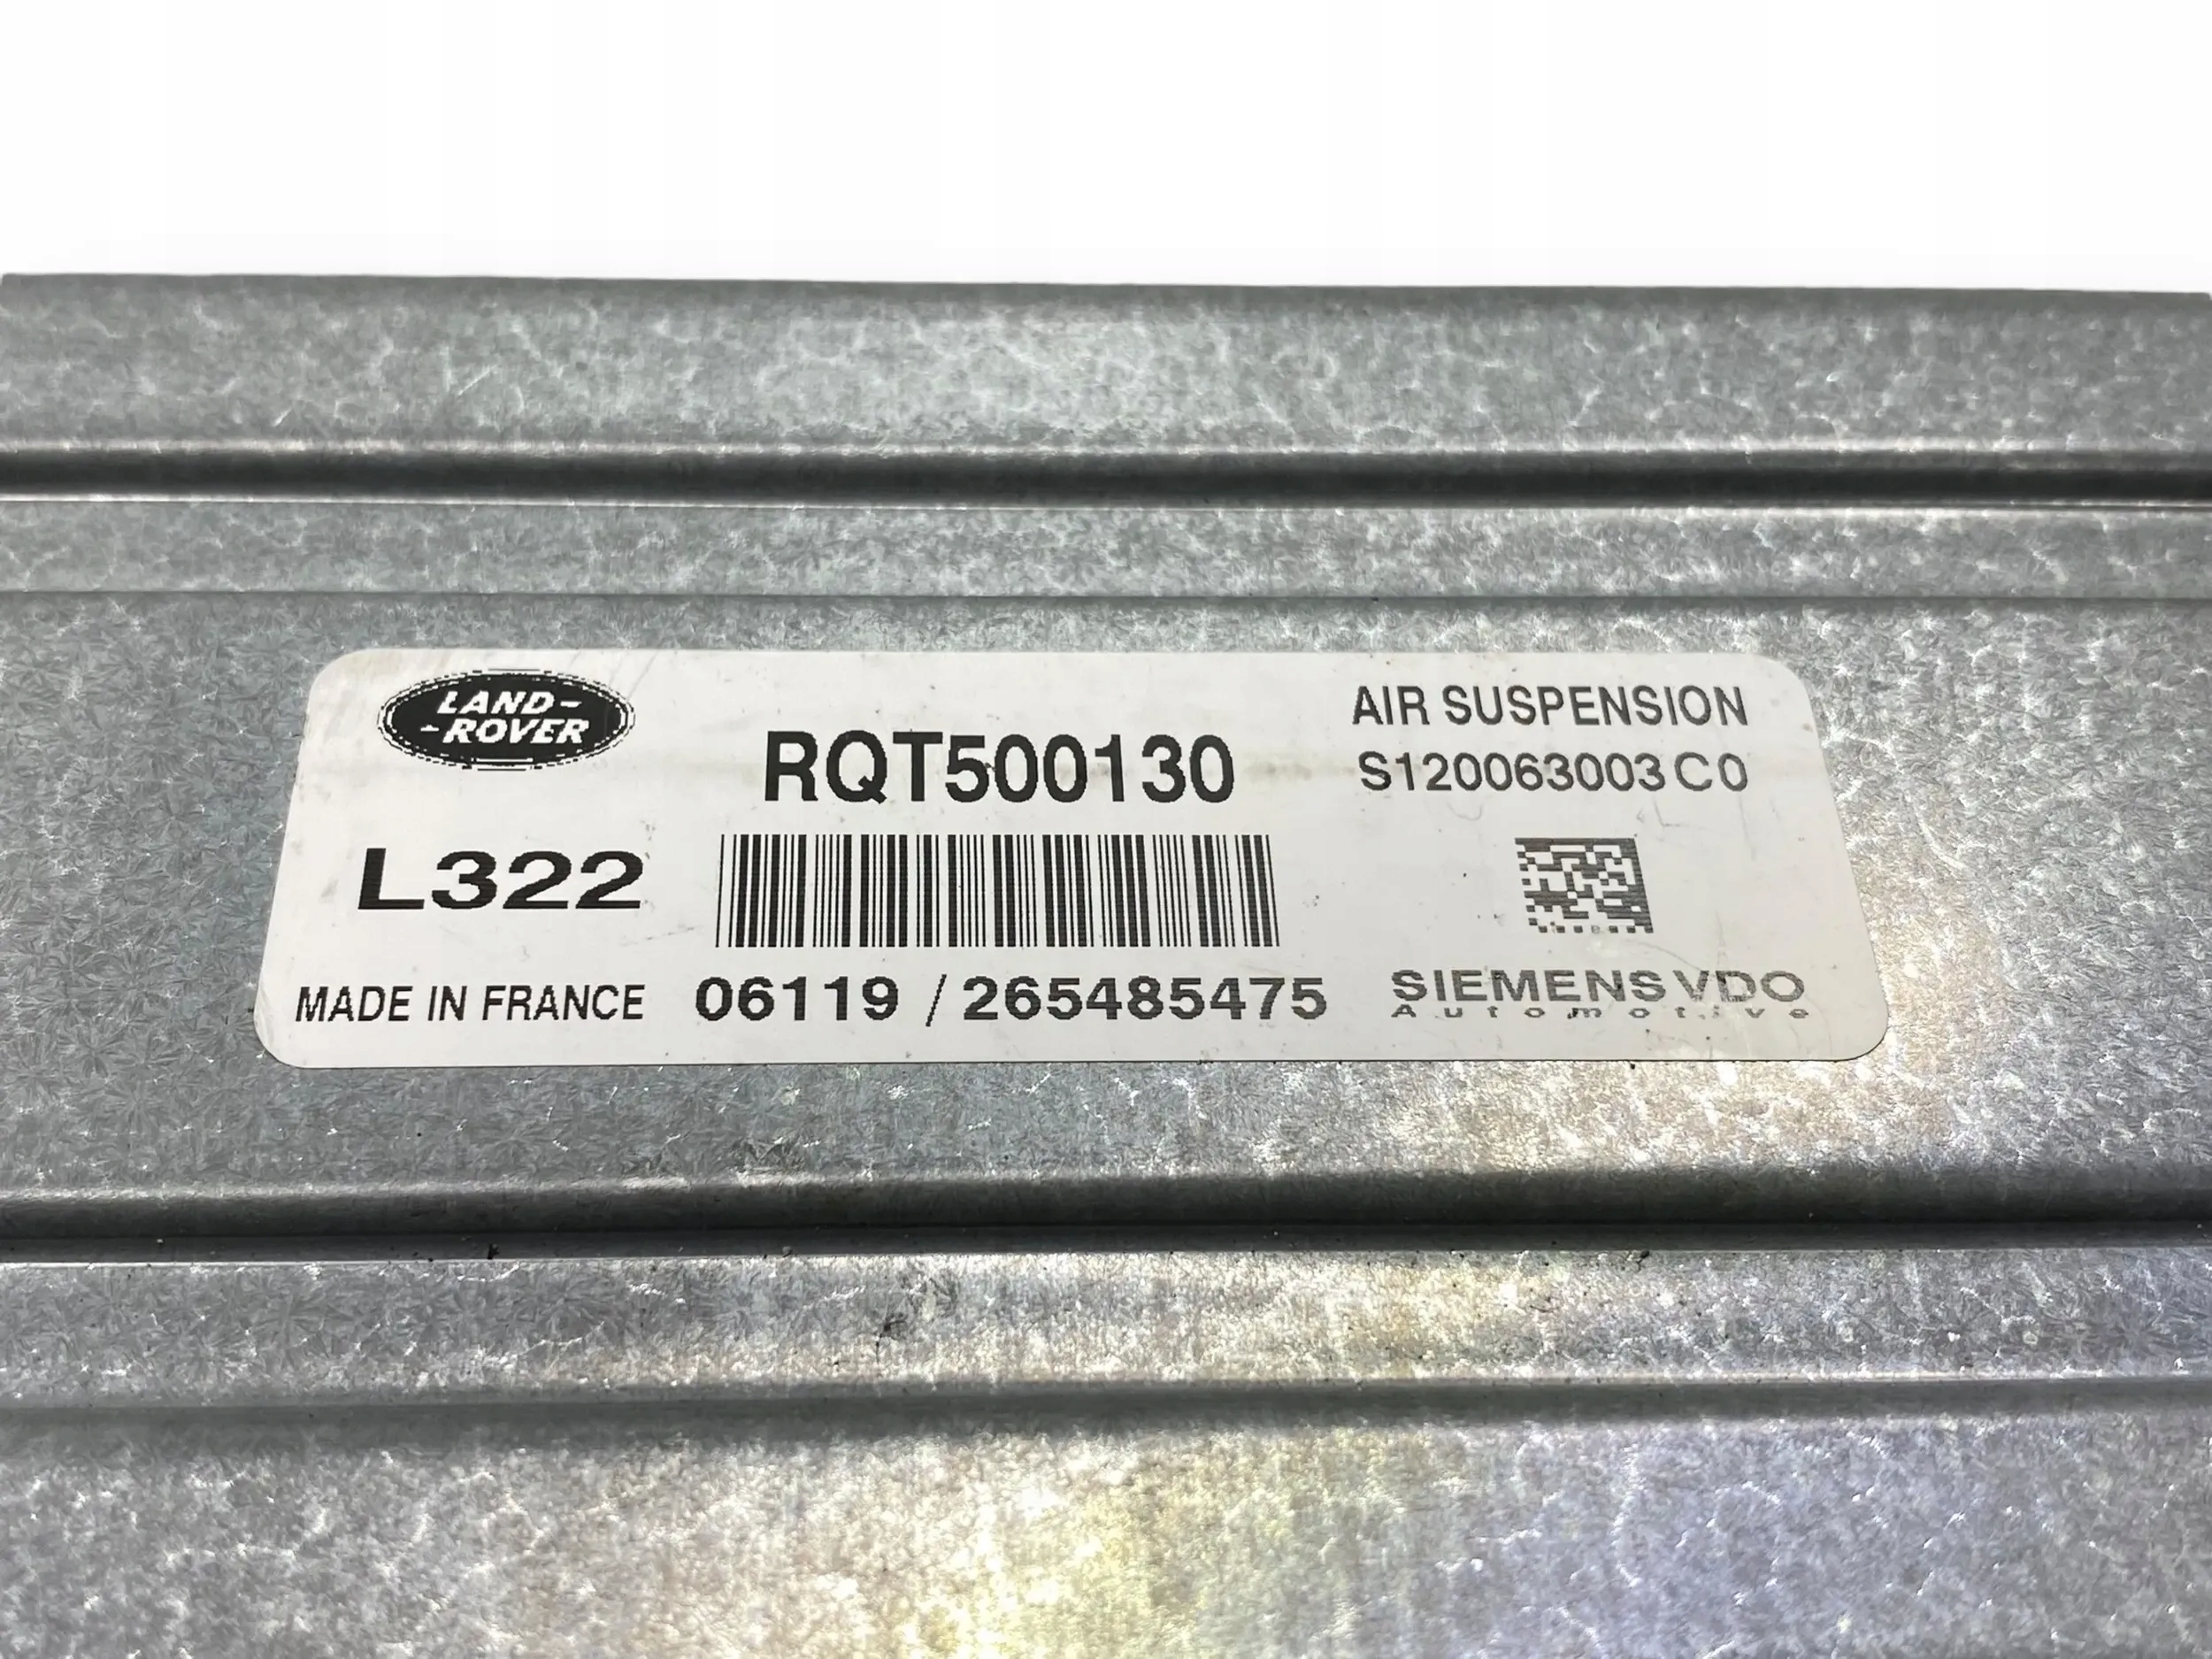 LAND-
-ROVER
RQT500130
AIR SUSPENSION
S120063003 C0
L322
MADE IN FRANCE
06119 / 265485475
SIEMENS VDO
Automotive